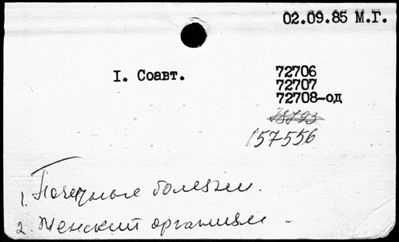 02.09.85 М.Г.
I. Соавт.
72706
72707
72708-од
157556
1. Почечные болезни.
2. Женский организм.